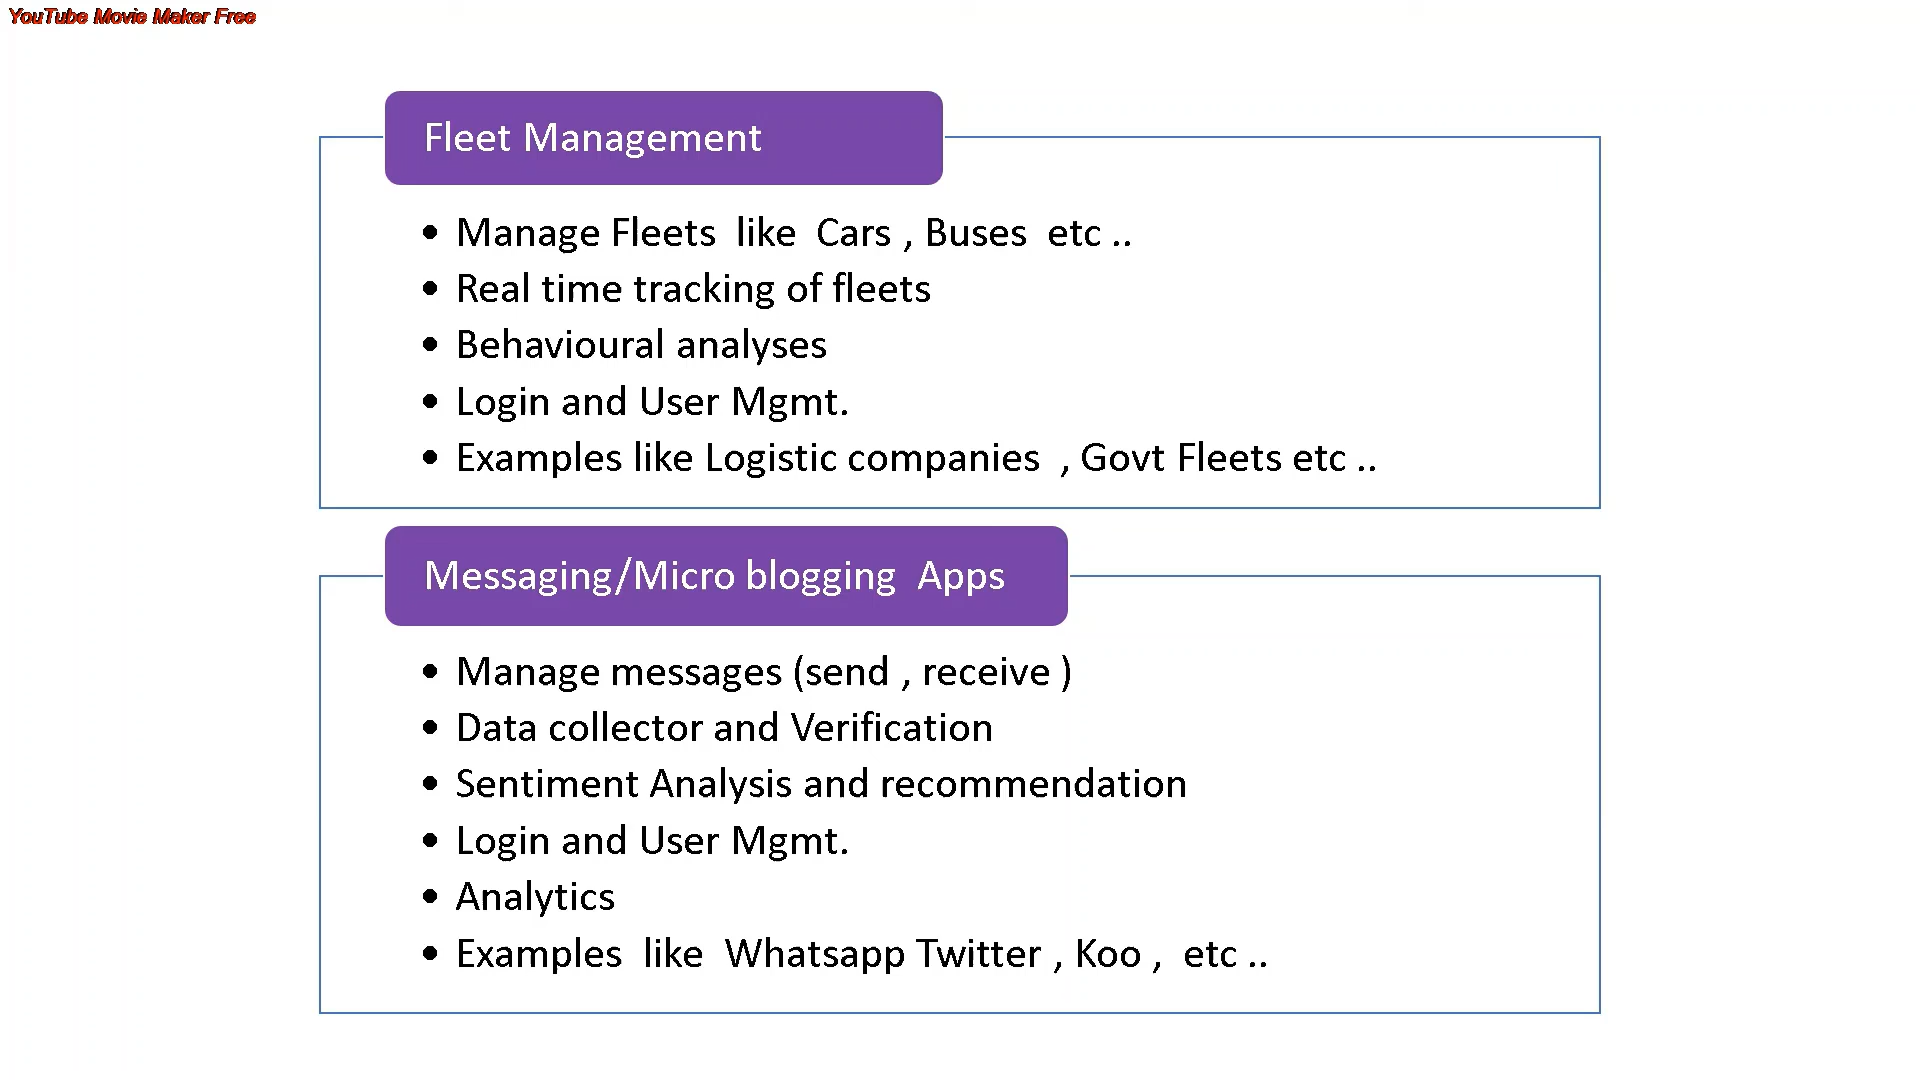 YouTube Movie Maker Free
Fleet Management
• Manage Fleets like Cars , Buses etc ..
• Real time tracking of fleets
• Behavioural analyses
• Login and User Mgmt.
• Examples like Logistic companies , Govt Fleets etc ..
Messaging/Micro blogging Apps
• Manage messages (send , receive )
• Data collector and Verification
• Sentiment Analysis and recommendation
• Login and User Mgmt.
• Analytics
• Examples like Whatsapp Twitter , Koo , etc ..